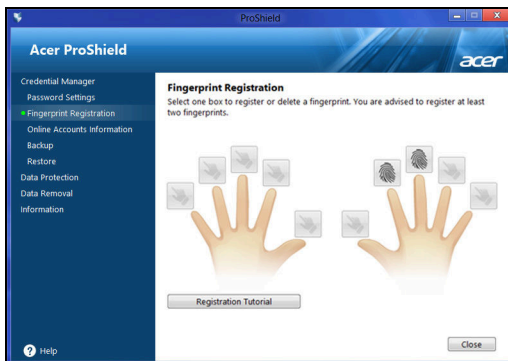 ProShield
Acer ProShield
acer
Credential Manager
Password Settings
Fingerprint Registration
Online Accounts Information
Backup
Restore
Data Protection
Data Removal
Information
Fingerprint Registration
Select one box to register or delete a fingerprint. You are advised to register at least
two fingerprints.
Registration Tutorial
? Help
Close